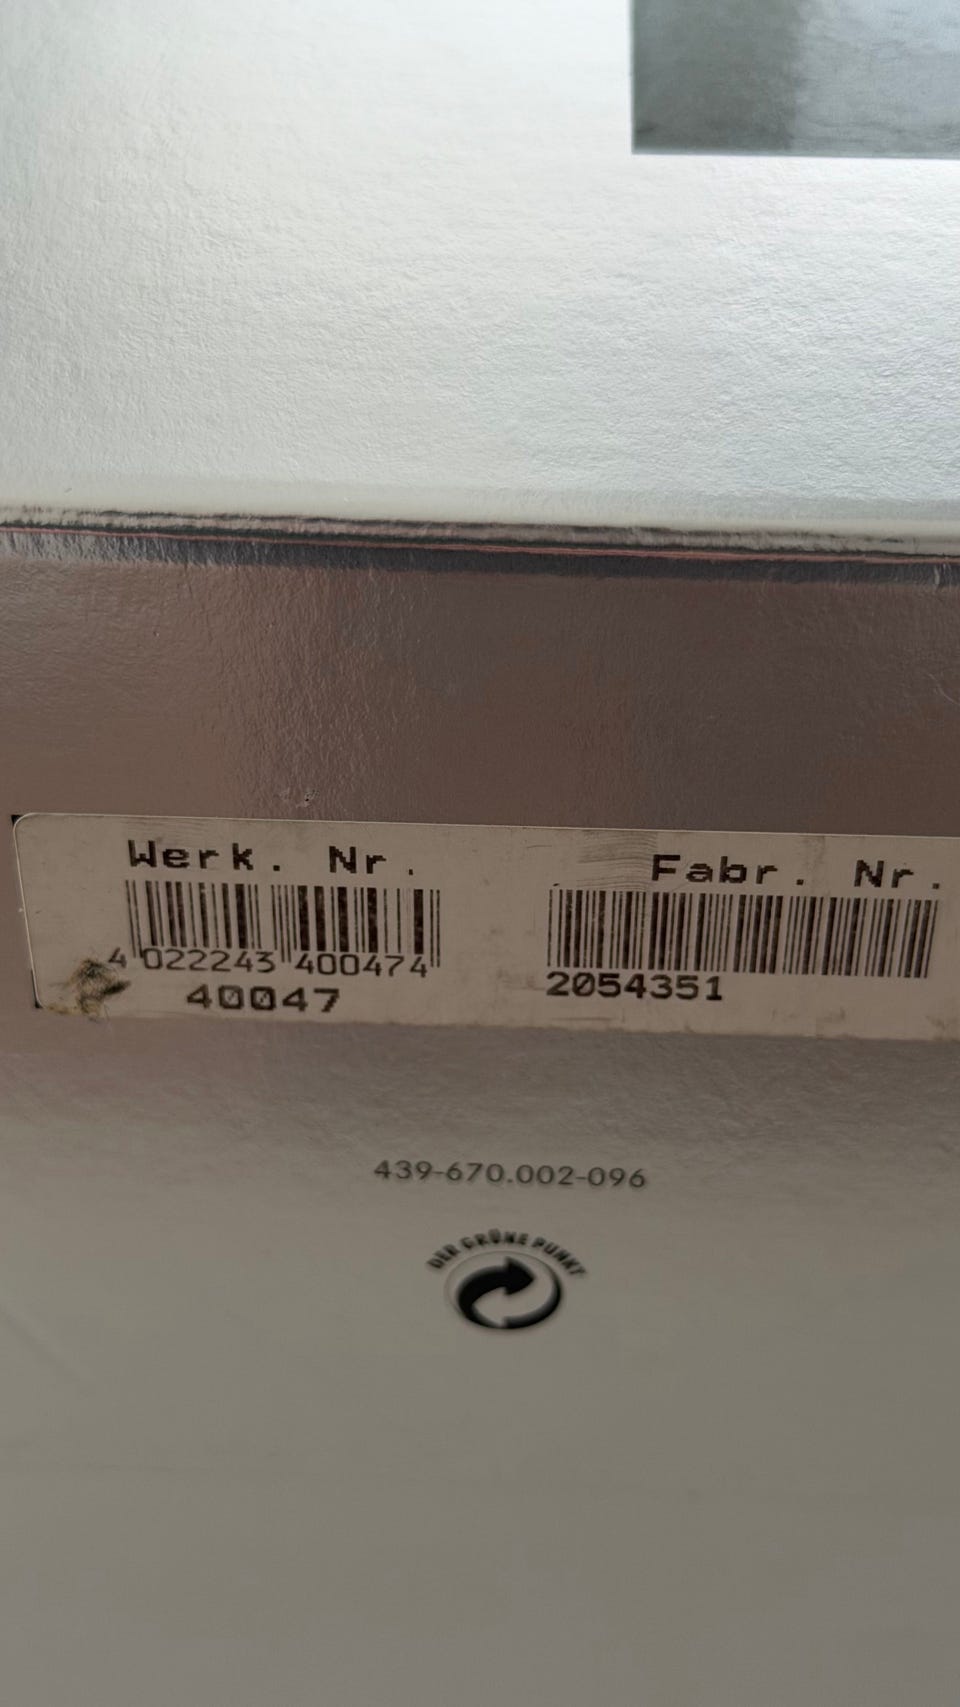 Werk. Nr.
4 022243 400474
40047
Fabr. Nr.
2054351
439-670.002-096
DER GRÜNE PUNKT